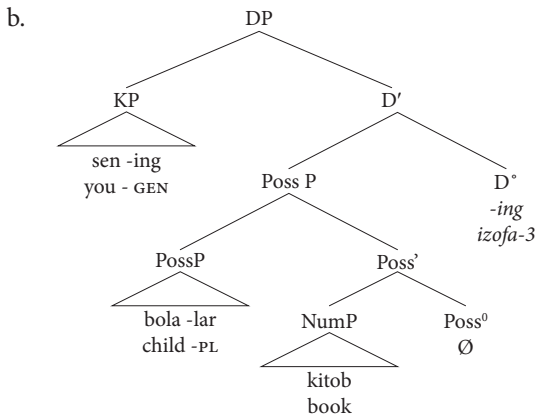 b.
DP
KP D′
sen -ing
you - GEN
Poss P D°
-ing
izofa-3
PossP Poss’
bola -lar
child -PL
NumP Poss⁰
Ø
kitob
book